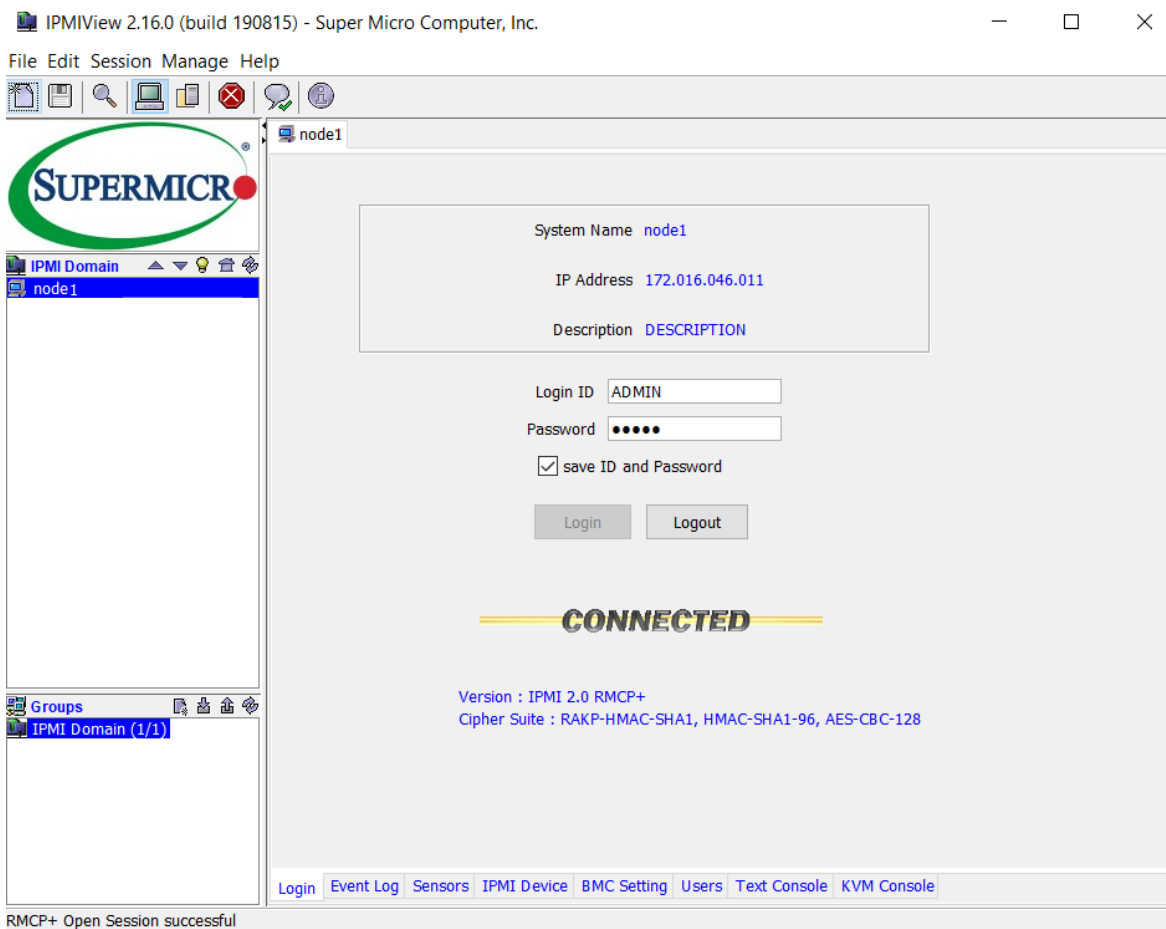 IPMIView 2.16.0 (build 190815) - Super Micro Computer, Inc.
File Edit Session Manage Help
SUPERMICR
®
IPMI Domain
node1
Groups
IPMI Domain (1/1)
node1
System Name node1
IP Address 172.016.046.011
Description DESCRIPTION
Login ID ADMIN
Password •••••
save ID and Password
Login Logout
CONNECTED
Version : IPMI 2.0 RMCP+
Cipher Suite : RAKP-HMAC-SHA1, HMAC-SHA1-96, AES-CBC-128
Login Event Log Sensors IPMI Device BMC Setting Users Text Console KVM Console
RMCP+ Open Session successful